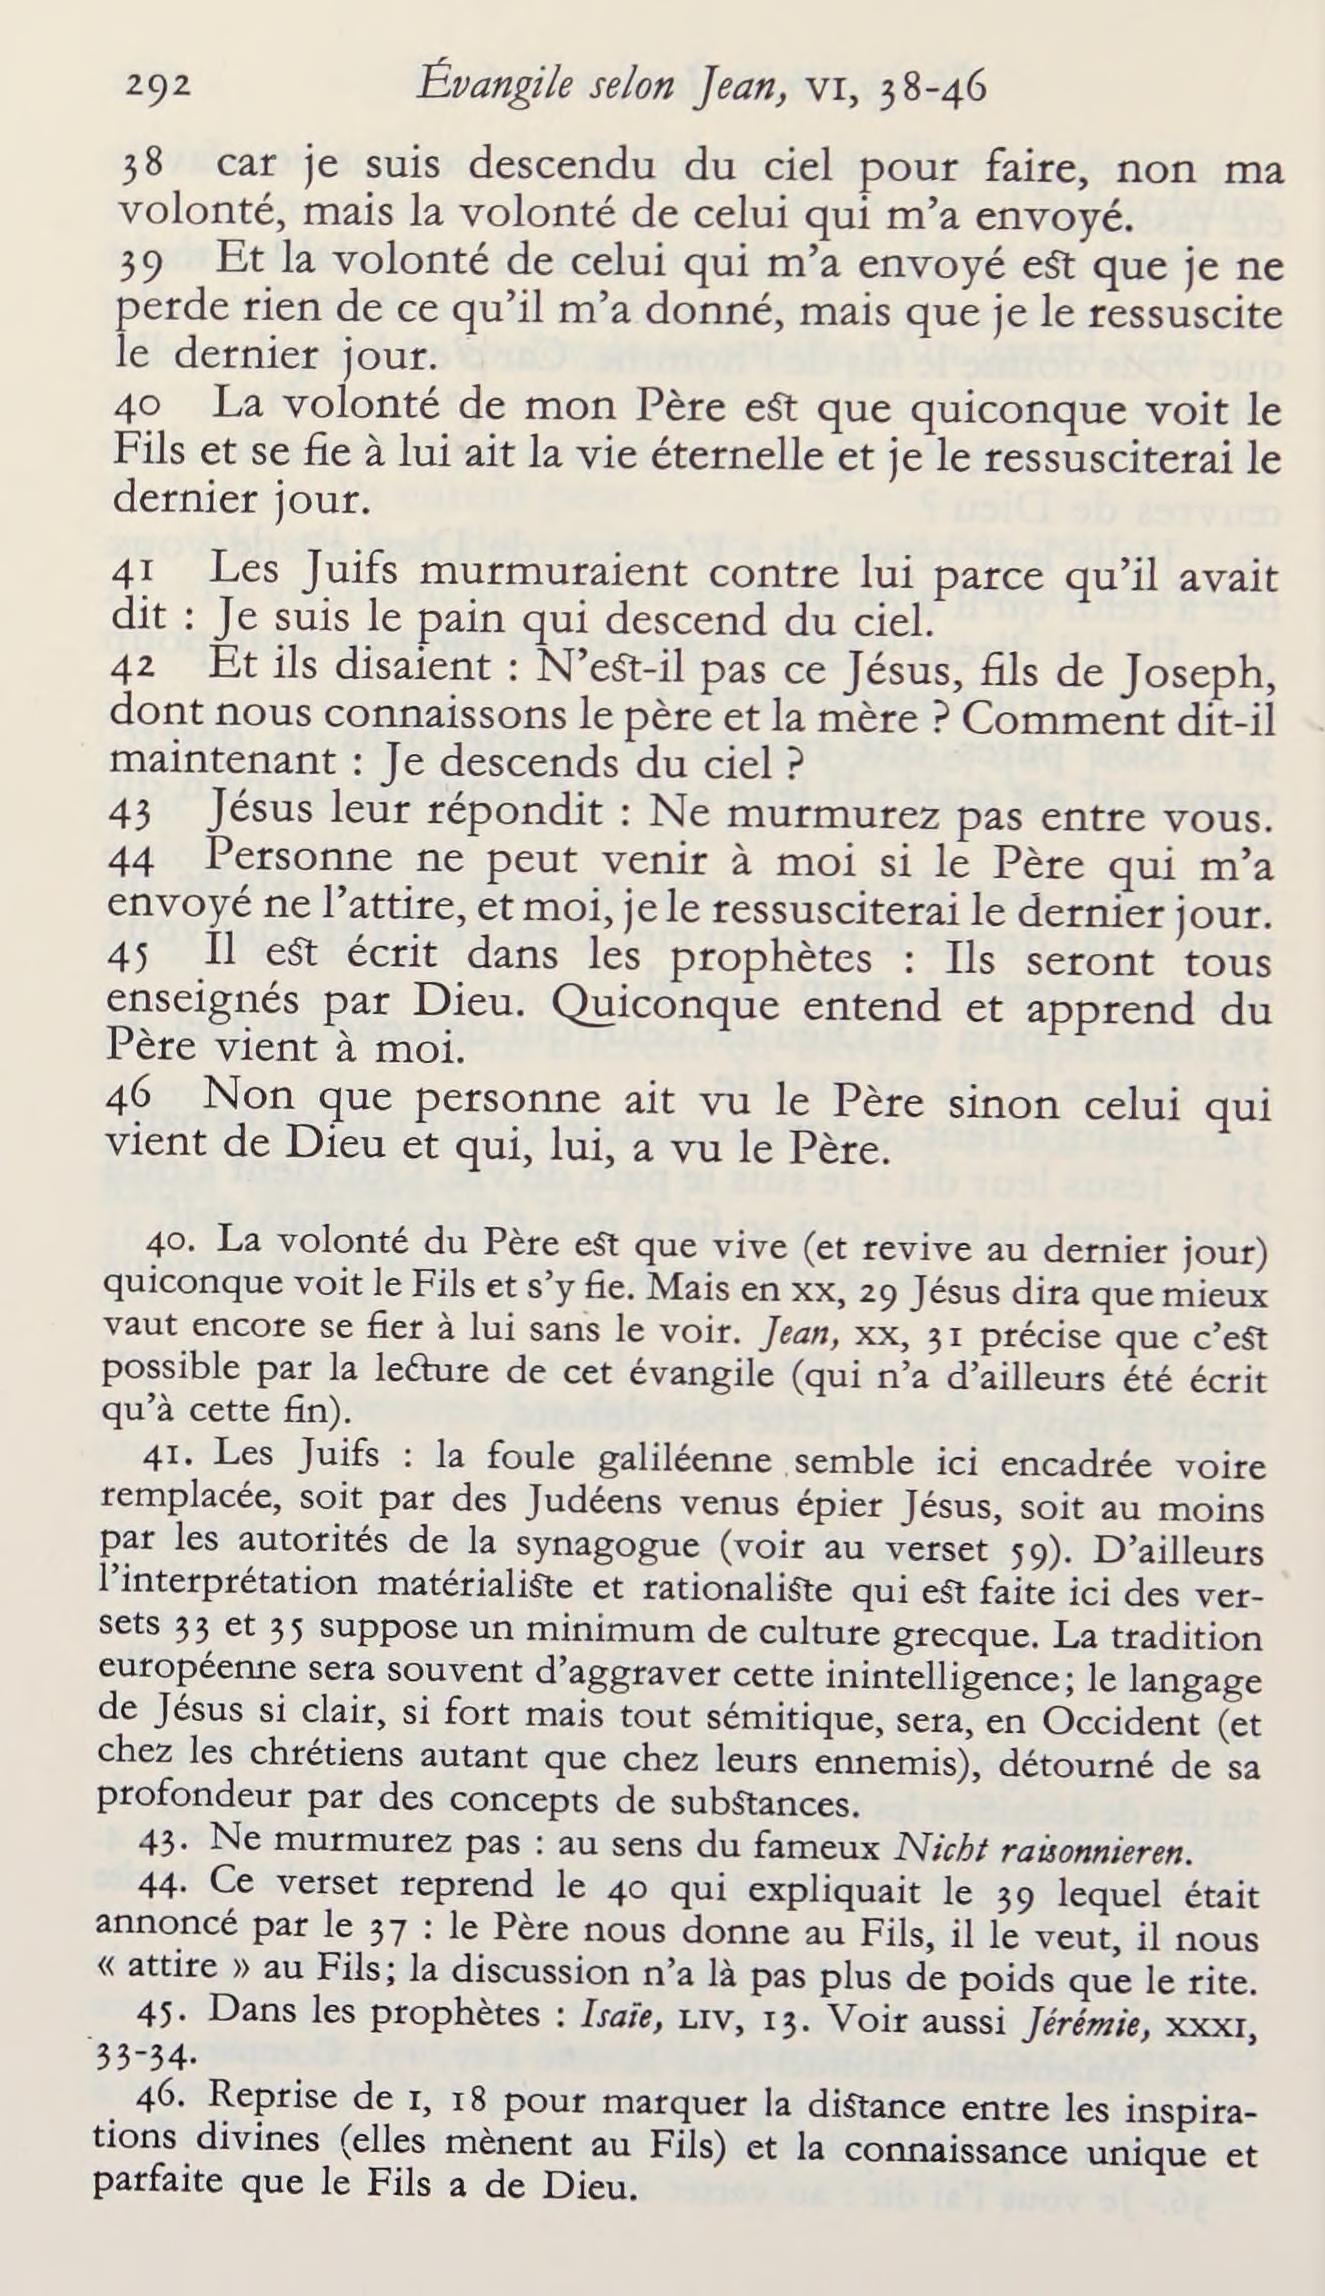 292 Évangile selon Jean, VI, 38-46
38 car je suis descendu du ciel pour faire, non ma
volonté, mais la volonté de celui qui m’a envoyé.
39 Et la volonté de celui qui m’a envoyé est que je ne
perde rien de ce qu’il m’a donné, mais que je le ressuscite
le dernier jour.
40 La volonté de mon Père est que quiconque voit le
Fils et se fie à lui ait la vie éternelle et je le ressusciterai le
dernier jour.
41 Les Juifs murmuraient contre lui parce qu’il avait
dit : Je suis le pain qui descend du ciel.
42 Et ils disaient : N’est-il pas ce Jésus, fils de Joseph,
dont nous connaissons le père et la mère ? Comment dit-il
maintenant : Je descends du ciel ?
43 Jésus leur répondit : Ne murmurez pas entre vous.
44 Personne ne peut venir à moi si le Père qui m’a
envoyé ne l’attire, et moi, je le ressusciterai le dernier jour.
45 Il est écrit dans les prophètes : Ils seront tous
enseignés par Dieu. Quiconque entend et apprend du
Père vient à moi.
46 Non que personne ait vu le Père sinon celui qui
vient de Dieu et qui, lui, a vu le Père.
40. La volonté du Père est que vive (et revive au dernier jour)
quiconque voit le Fils et s’y fie. Mais en XX, 29 Jésus dira que mieux
vaut encore se fier à lui sans le voir. Jean, XX, 31 précise que c’est
possible par la lecture de cet évangile (qui n’a d’ailleurs été écrit
qu’à cette fin).
41. Les Juifs : la foule galiléenne semble ici encadrée voire
remplacée, soit par des Judéens venus épier Jésus, soit au moins
par les autorités de la synagogue (voir au verset 59). D’ailleurs
l’interprétation matérialiste et rationaliste qui est faite ici des ver-
sets 33 et 35 suppose un minimum de culture grecque. La tradition
européenne sera souvent d’aggraver cette inintelligence; le langage
de Jésus si clair, si fort mais tout sémitique, sera, en Occident (et
chez les chrétiens autant que chez leurs ennemis), détourné de sa
profondeur par des concepts de substances.
43. Ne murmurez pas : au sens du fameux Nicht raisonnieren.
44. Ce verset reprend le 40 qui expliquait le 39 lequel était
annoncé par le 37 : le Père nous donne au Fils, il le veut, il nous
« attire » au Fils; la discussion n’a là pas plus de poids que le rite.
45. Dans les prophètes : Isaïe, LIV, 13. Voir aussi Jérémie, XXXI,
33-34.
46. Reprise de I, 18 pour marquer la distance entre les inspira-
tions divines (elles mènent au Fils) et la connaissance unique et
parfaite que le Fils a de Dieu.